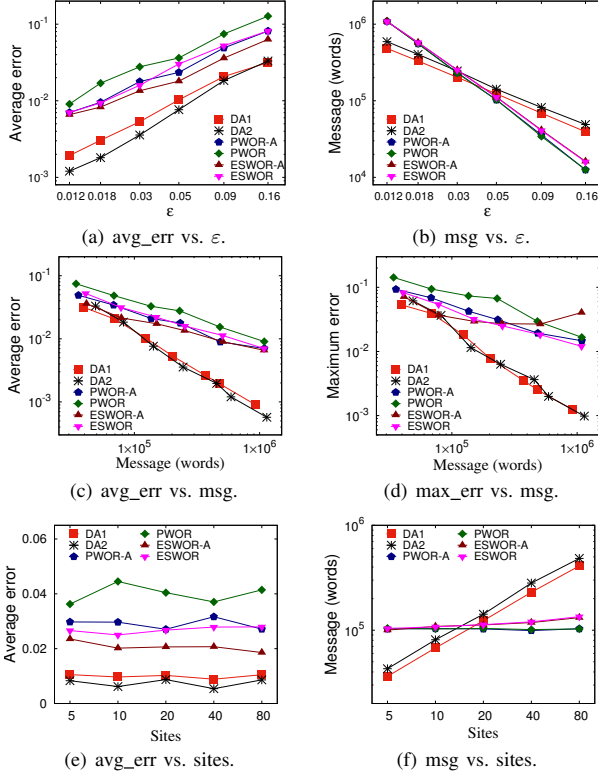 Average error
10^-1
10^-2
10^-3
0.012 0.018 0.03 0.05 0.09 0.16
ε
DA1
DA2
PWOR-A
PWOR
ESWOR-A
ESWOR
(a) avg_err vs. ε.
Message (words)
10^6
10^5
10^4
0.012 0.018 0.03 0.05 0.09 0.16
ε
DA1
DA2
PWOR-A
PWOR
ESWOR-A
ESWOR
(b) msg vs. ε.
Average error
10^-1
10^-2
10^-3
1×10^5 1×10^6
Message (words)
DA1
DA2
PWOR-A
PWOR
ESWOR-A
ESWOR
(c) avg_err vs. msg.
Maximum error
10^-1
10^-2
10^-3
1×10^5 1×10^6
Message (words)
DA1
DA2
PWOR-A
PWOR
ESWOR-A
ESWOR
(d) max_err vs. msg.
Average error
0.06
0.04
0.02
0
5 10 20 40 80
Sites
DA1
DA2
PWOR-A
PWOR
ESWOR-A
ESWOR
(e) avg_err vs. sites.
Message (words)
10^6
10^5
5 10 20 40 80
Sites
DA1
DA2
PWOR-A
PWOR
ESWOR-A
ESWOR
(f) msg vs. sites.